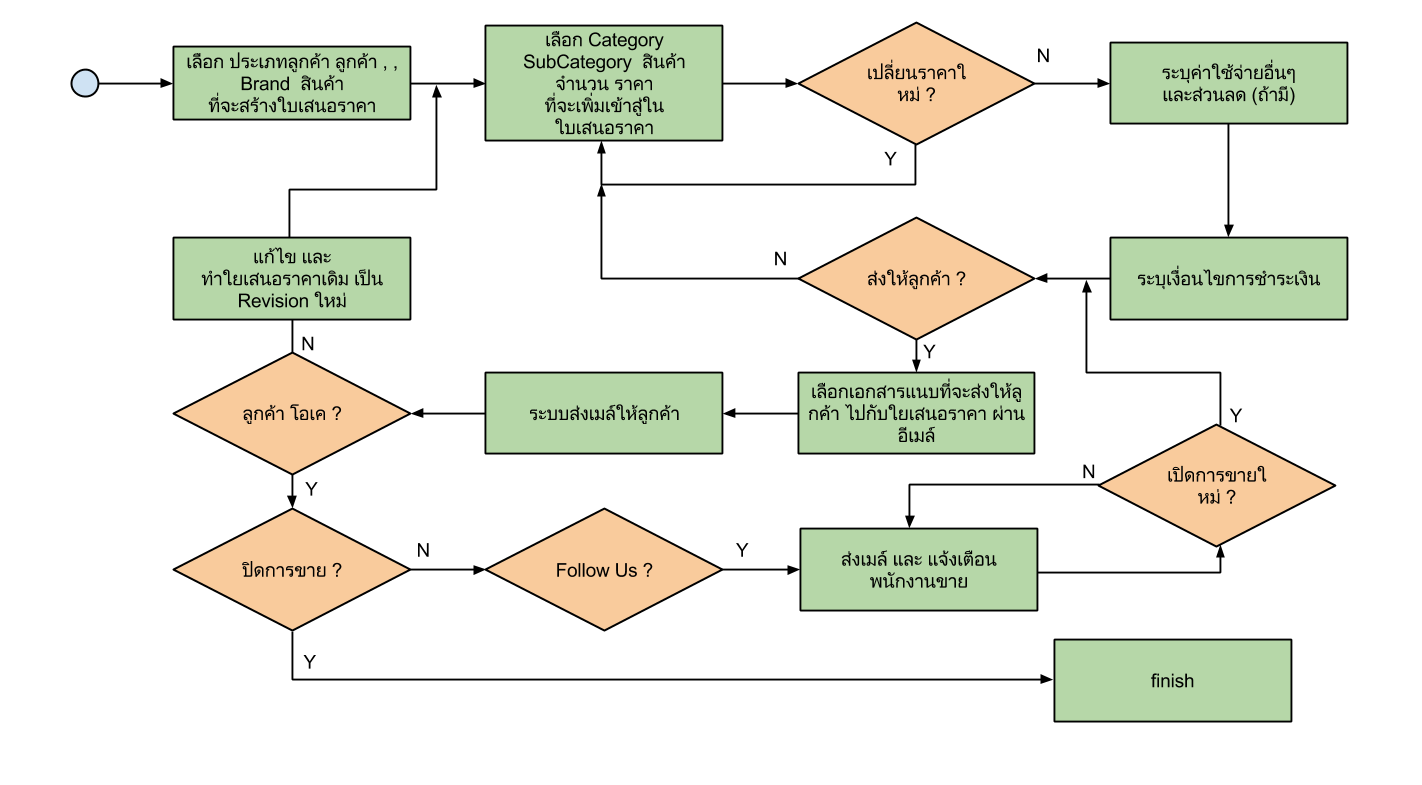 เลือก ประเภทลูกค้า ลูกค้า , ,
Brand สินค้า
ที่จะสร้างใบเสนอราคา
เลือก Category
SubCategory สินค้า
จำนวน ราคา
ที่จะเพิ่มเข้าสู่ใน
ใบเสนอราคา
เปลี่ยนราคาใ
หม่ ?
N
Y
ระบุค่าใช้จ่ายอื่นๆ
และส่วนลด (ถ้ามี)
แก้ไข และ
ทำใยเสนอราคาเดิม เป็น
Revision ใหม่
N
ส่งให้ลูกค้า ?
Y
ระบุเงื่อนไขการชำระเงิน
N
ลูกค้า โอเค ?
Y
ระบบส่งเมล์ให้ลูกค้า
เลือกเอกสารแนบที่จะส่งให้ลู
กค้า ไปกับใยเสนอราคา ผ่าน
อีเมล์
Y
เปิดการขายใ
หม่ ?
N
ปิดการขาย ?
N
Follow Us ?
Y
ส่งเมล์ และ แจ้งเตือน
พนักงานขาย
Y
finish